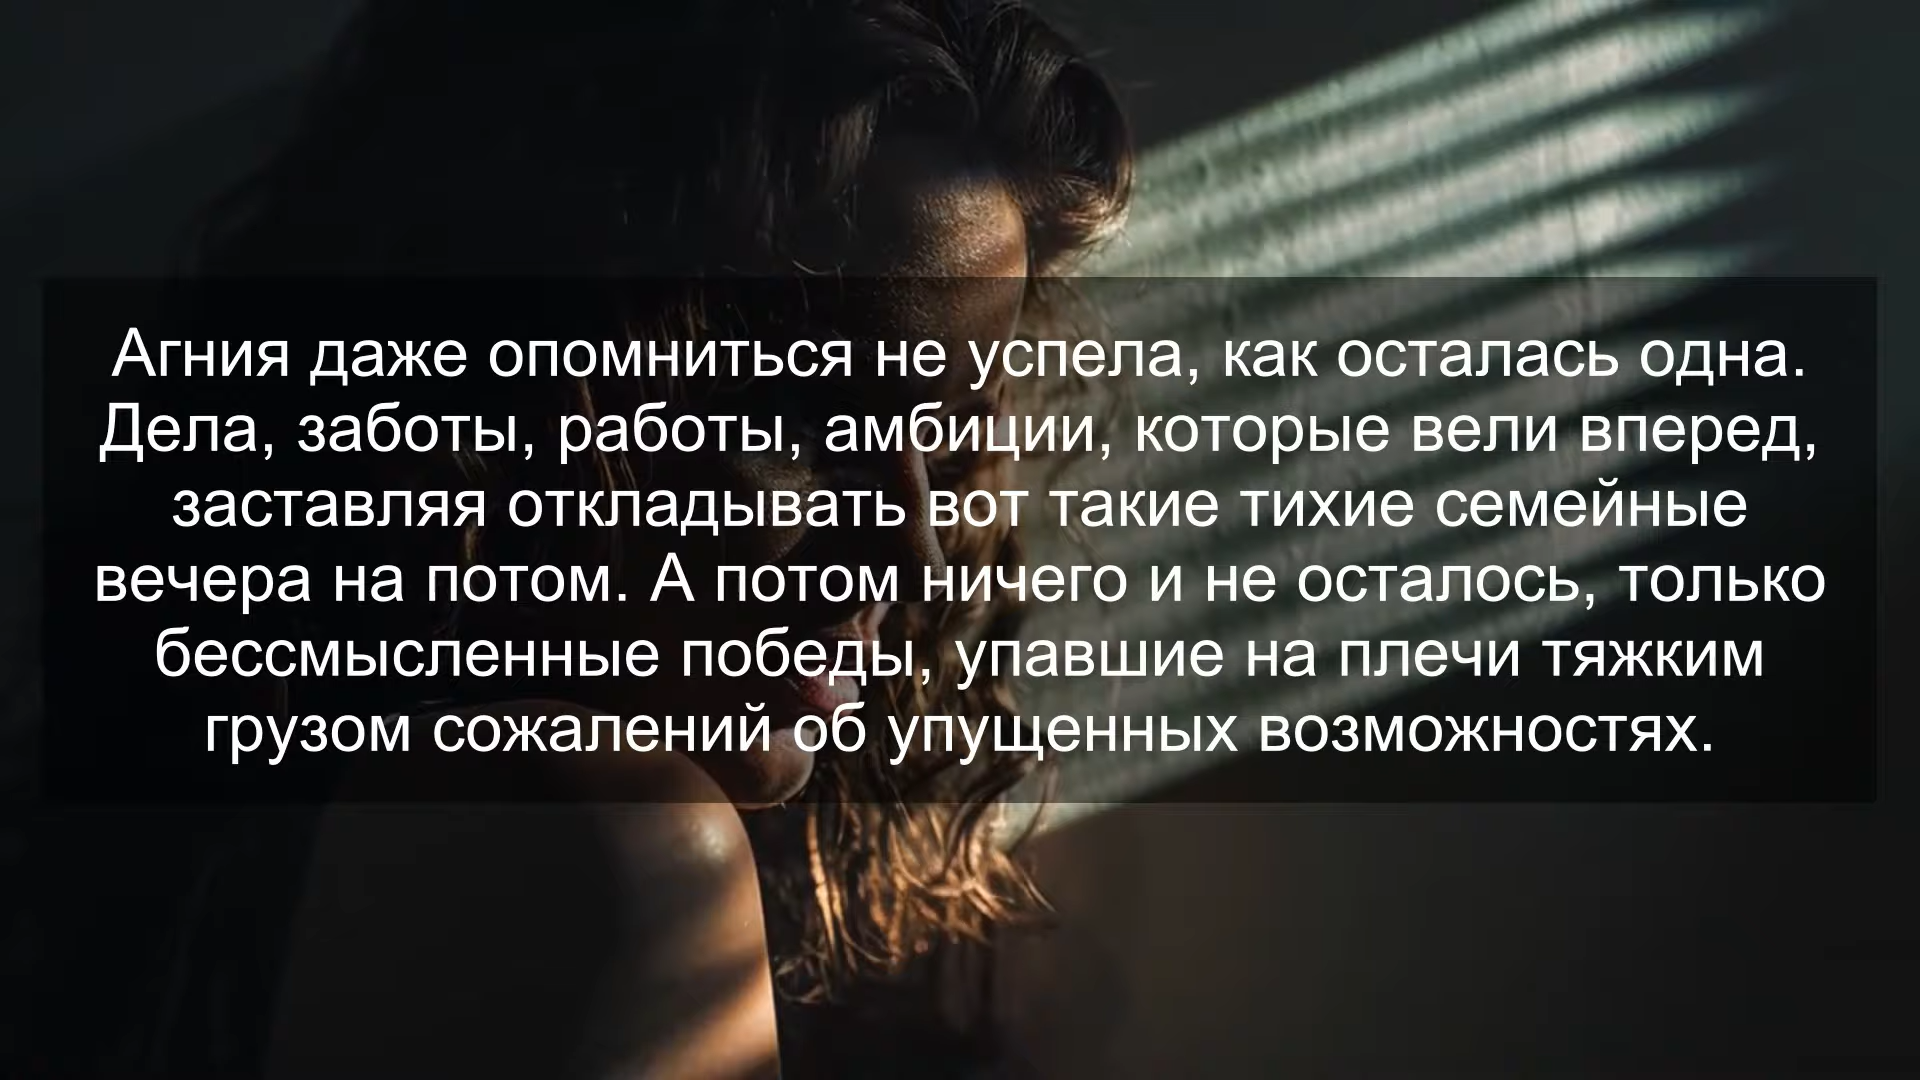 Агния даже опомниться не успела, как осталась одна.
Дела, заботы, работы, амбиции, которые вели вперед,
заставляя откладывать вот такие тихие семейные
вечера на потом. А потом ничего и не осталось, только
бессмысленные победы, упавшие на плечи тяжким
грузом сожалений об упущенных возможностях.